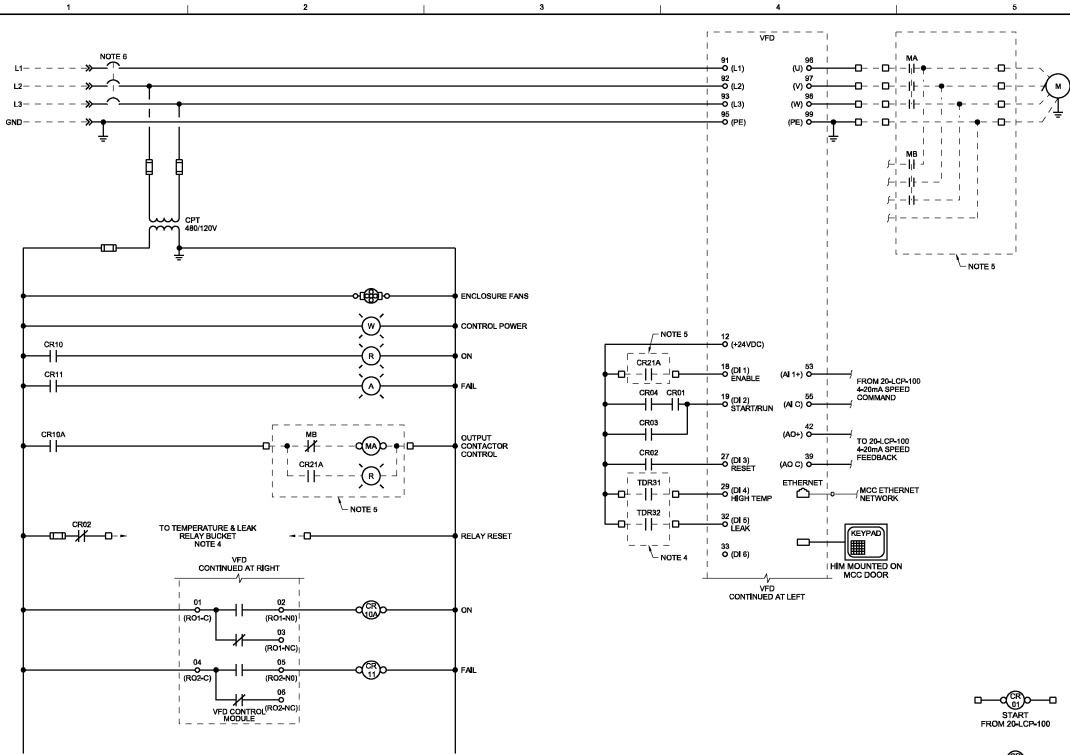 1 2 3 4 5
NOTE 6
L1
L2
L3
GND
VFD
91 (L1)
92 (L2)
93 (L3)
95 (PE)
96 (U)
97 (V)
98 (W)
99 (PE)
MA
MB
M
NOTE 5
CPT
480/120V
ENCLOSURE FANS
W
CONTROL POWER
CR10
R
ON
CR11
A
FAIL
CR10A
MB
MA
CR21A
R
OUTPUT
CONTACTOR
CONTROL
NOTE 5
CR02
TO TEMPERATURE & LEAK
RELAY BUCKET
NOTE 4
RELAY RESET
VFD
CONTINUED AT RIGHT
01
(RO1-C)
02
(RO1-N0)
03
(RO1-NC)
CR
10A
ON
04
(RO2-C)
05
(RO2-N0)
06
(RO2-NC)
CR
11
FAIL
VFD CONTROL
MODULE
NOTE 5
12 (+24VDC)
CR21A
18 (DI 1)
ENABLE
CR04 CR01
19 (DI 2)
START/RUN
CR03
CR02
27 (DI 3)
RESET
TDR31
29 (DI 4)
HIGH TEMP
TDR32
32 (DI 5)
LEAK
33 (DI 6)
NOTE 4
(AI 1+) 53
(AI C) 55
FROM 20-LCP-100
4-20mA SPEED
COMMAND
(AO+) 42
(AO C) 39
TO 20-LCP-100
4-20mA SPEED
FEEDBACK
ETHERNET
MCC ETHERNET
NETWORK
KEYPAD
HIM MOUNTED ON
MCC DOOR
VFD
CONTINUED AT LEFT
CR
01
START
FROM 20-LCP-100